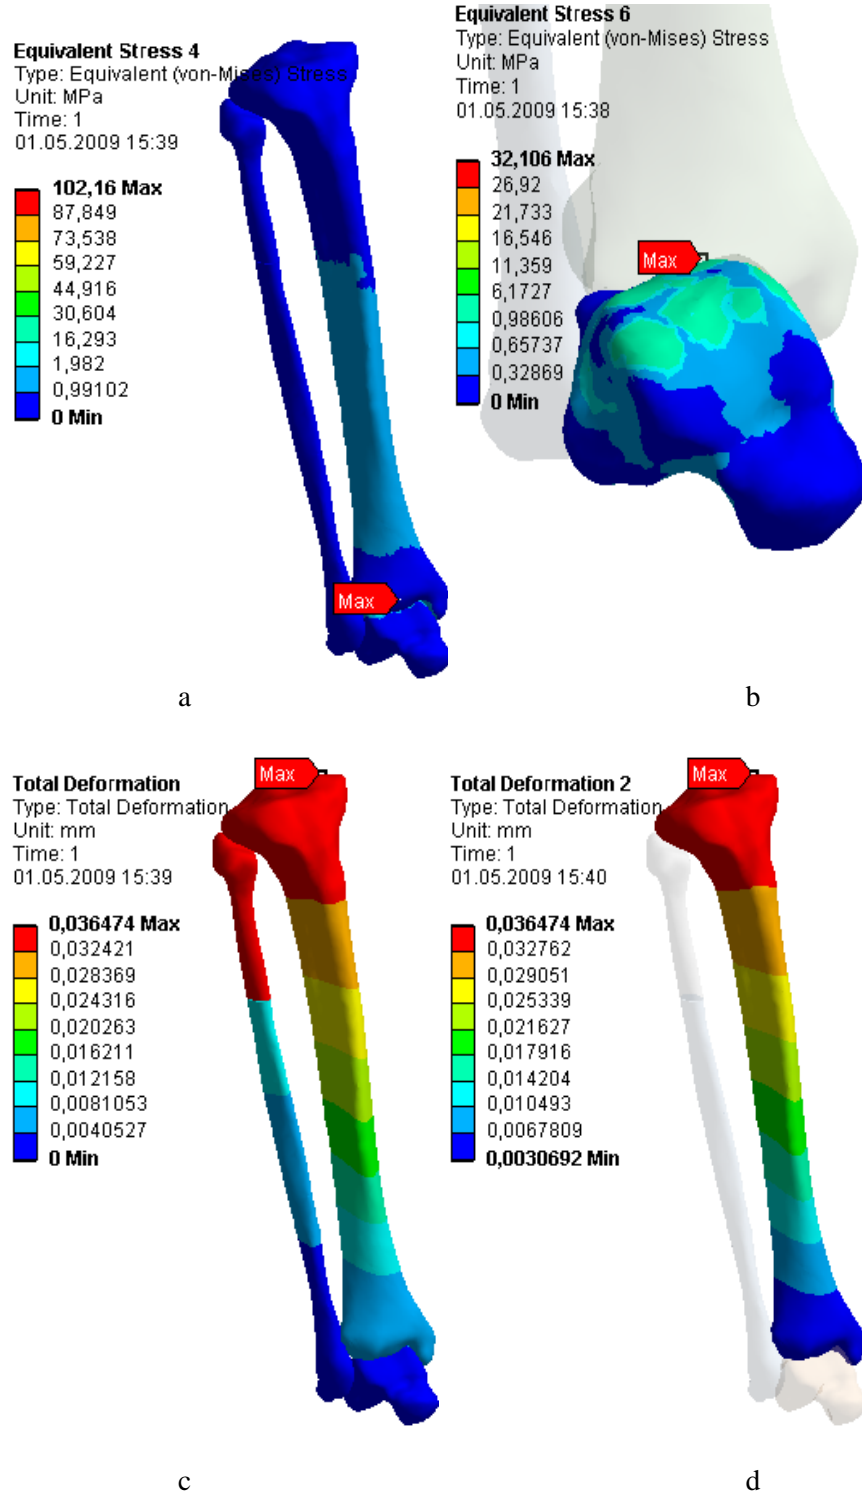 Equivalent Stress 4
Type: Equivalent (von-Mises) Stress
Unit: MPa
Time: 1
01.05.2009 15:39
102,16 Max
87,849
73,538
59,227
44,916
30,604
16,293
1,982
0,99102
0 Min
Max
a
Equivalent Stress 6
Type: Equivalent (von-Mises) Stress
Unit: MPa
Time: 1
01.05.2009 15:38
32,106 Max
26,92
21,733
16,546
11,359
6,1727
0,98606
0,65737
0,32869
0 Min
Max
b
Total Deformation
Type: Total Deformation
Unit: mm
Time: 1
01.05.2009 15:39
0,036474 Max
0,032421
0,028369
0,024316
0,020263
0,016211
0,012158
0,0081053
0,0040527
0 Min
Max
c
Total Deformation 2
Type: Total Deformation
Unit: mm
Time: 1
01.05.2009 15:40
0,036474 Max
0,032762
0,029051
0,025339
0,021627
0,017916
0,014204
0,010493
0,0067809
0,0030692 Min
Max
d